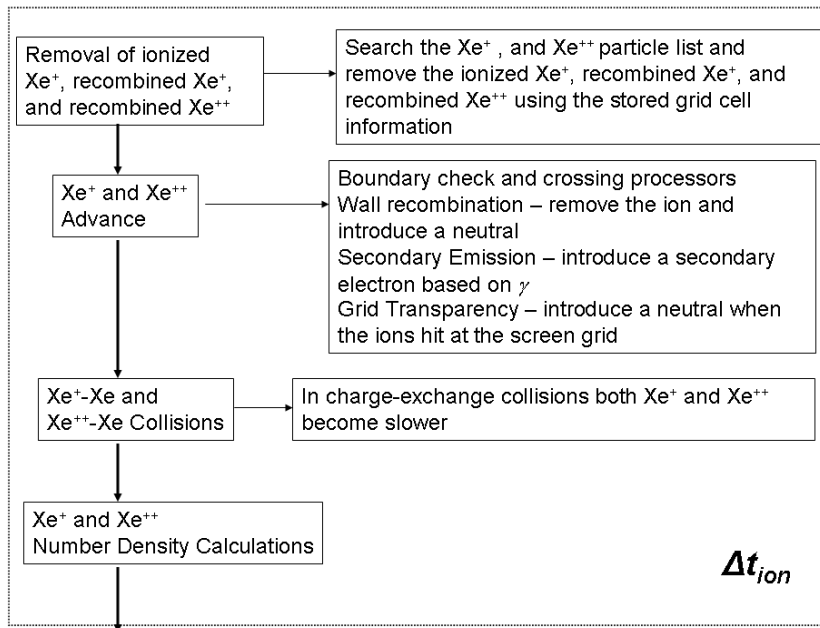 Removal of ionized
Xe⁺, recombined Xe⁺,
and recombined Xe⁺⁺
Search the Xe⁺ , and Xe⁺⁺ particle list and
remove the ionized Xe⁺, recombined Xe⁺, and
recombined Xe⁺⁺ using the stored grid cell
information
Xe⁺ and Xe⁺⁺
Advance
Boundary check and crossing processors
Wall recombination – remove the ion and
introduce a neutral
Secondary Emission – introduce a secondary
electron based on γ
Grid Transparency – introduce a neutral when
the ions hit at the screen grid
Xe⁺-Xe and
Xe⁺⁺-Xe Collisions
In charge-exchange collisions both Xe⁺ and Xe⁺⁺
become slower
Xe⁺ and Xe⁺⁺
Number Density Calculations
Δt_ion